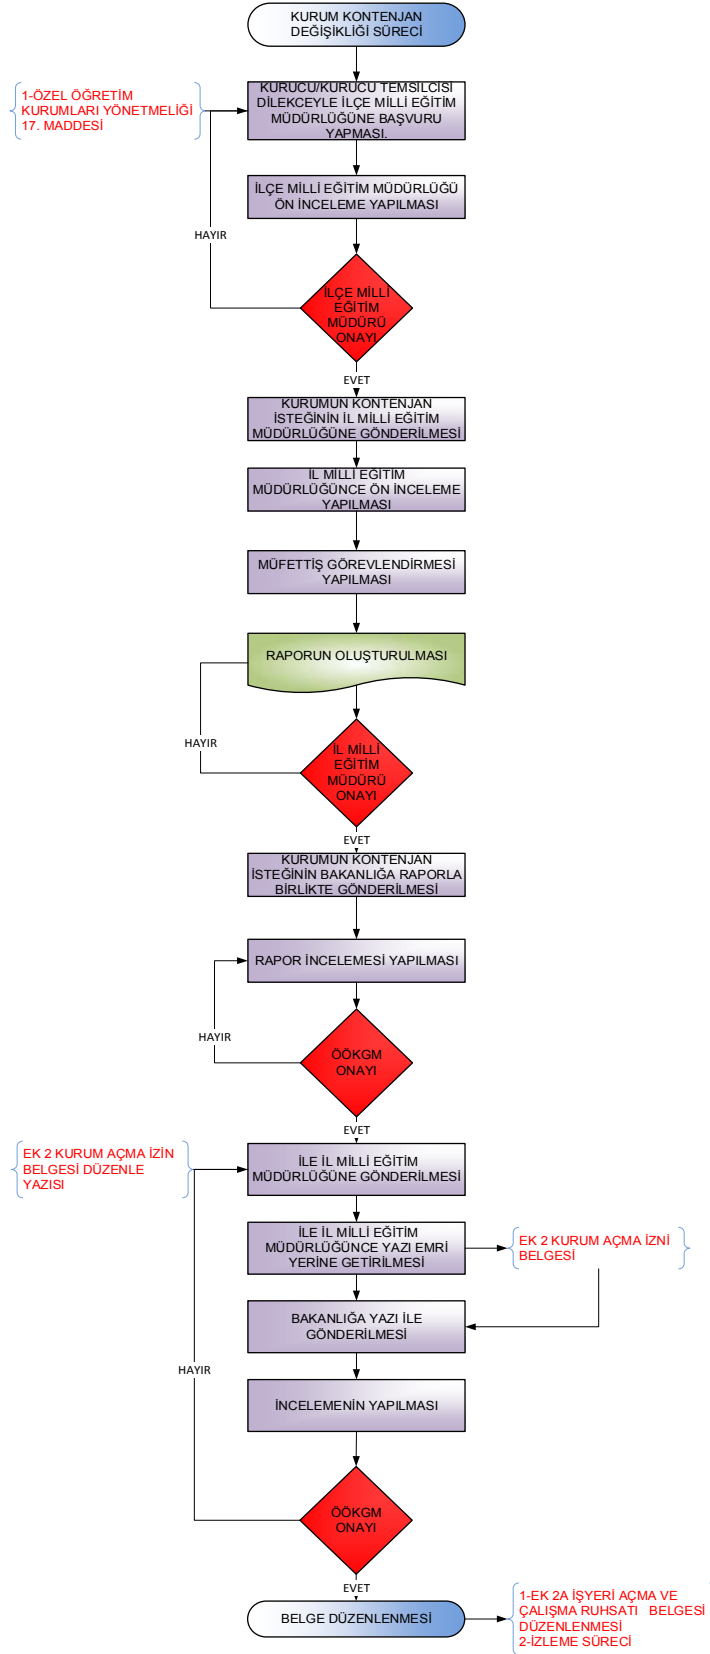 KURUM KONTENJAN
DEĞİŞİKLİĞİ SÜRECİ
1-ÖZEL ÖĞRETİM
KURUMLARI YÖNETMELİĞİ
17. MADDESİ
KURUCU/KURUCU TEMSİLCİSİ
DİLEKCEYLE İLÇE MİLLİ EĞİTİM
MÜDÜRLÜĞÜNE BAŞVURU
YAPMASI.
İLÇE MİLLİ EĞİTİM MÜDÜRLÜĞÜ
ÖN İNCELEME YAPILMASI
HAYIR
İLÇE MİLLİ
EĞİTİM
MÜDÜRÜ
ONAYI
EVET
KURUMUN KONTENJAN
İSTEĞİNİN İL MİLLİ EĞİTİM
MÜDÜRLÜĞÜNE GÖNDERİLMESİ
İL MİLLİ EĞİTİM
MÜDÜRLÜĞÜNCE ÖN İNCELEME
YAPILMASI
MÜFETTİŞ GÖREVLENDİRMESİ
YAPILMASI
RAPORUN OLUŞTURULMASI
HAYIR
İL MİLLİ
EĞİTİM
MÜDÜRÜ
ONAYI
EVET
KURUMUN KONTENJAN
İSTEĞİNİN BAKANLIĞA RAPORLA
BİRLİKTE GÖNDERİLMESİ
RAPOR İNCELEMESİ YAPILMASI
HAYIR
ÖÖKGM
ONAYI
EVET
EK 2 KURUM AÇMA İZİN
BELGESİ DÜZENLE
YAZISI
İLE İL MİLLİ EĞİTİM
MÜDÜRLÜĞÜNE GÖNDERİLMESİ
İLE İL MİLLİ EĞİTİM
MÜDÜRLÜĞÜNCE YAZI EMRİ
YERİNE GETİRİLMESİ
EK 2 KURUM AÇMA İZNİ
BELGESİ
BAKANLIĞA YAZI İLE
GÖNDERİLMESİ
HAYIR
İNCELEMENİN YAPILMASI
ÖÖKGM
ONAYI
EVET
BELGE DÜZENLENMESİ
1-EK 2A İŞYERİ AÇMA VE
ÇALIŞMA RUHSATI BELGESİ
DÜZENLENMESİ
2-İZLEME SÜRECİ